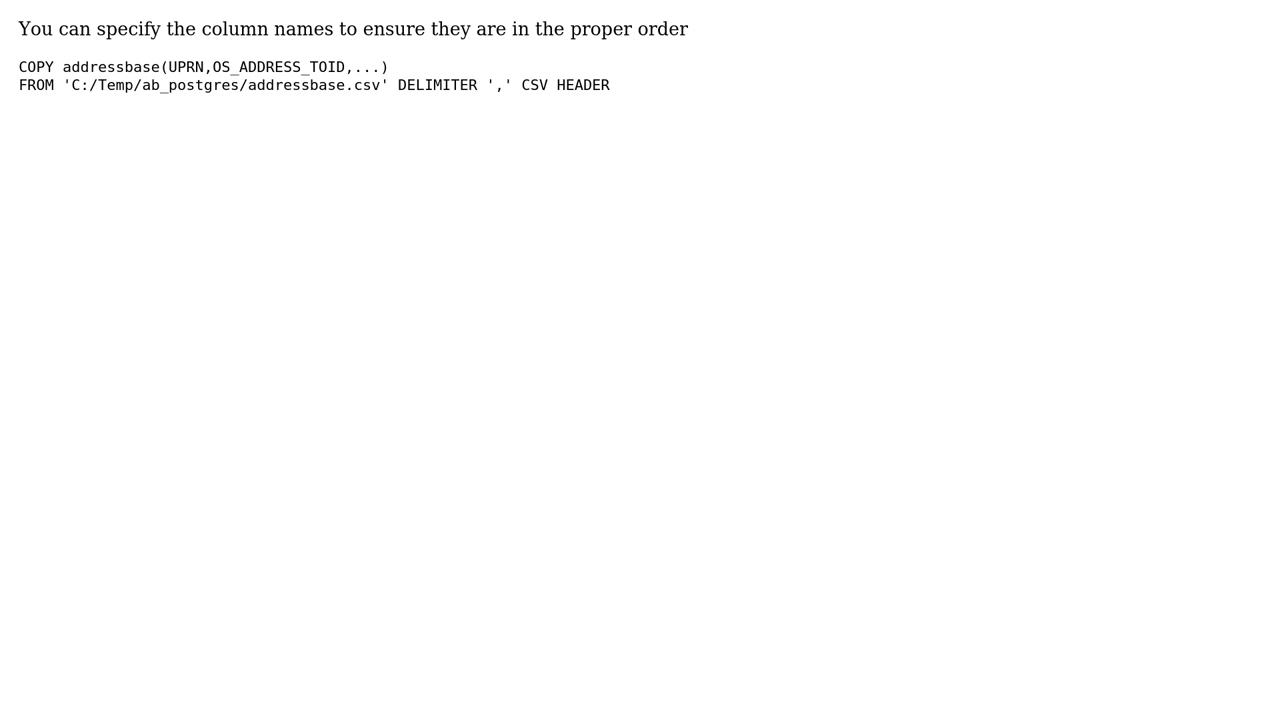 You can specify the column names to ensure they are in the proper order
COPY addressbase(UPRN,OS_ADDRESS_TOID,...)
FROM 'C:/Temp/ab_postgres/addressbase.csv' DELIMITER ',' CSV HEADER